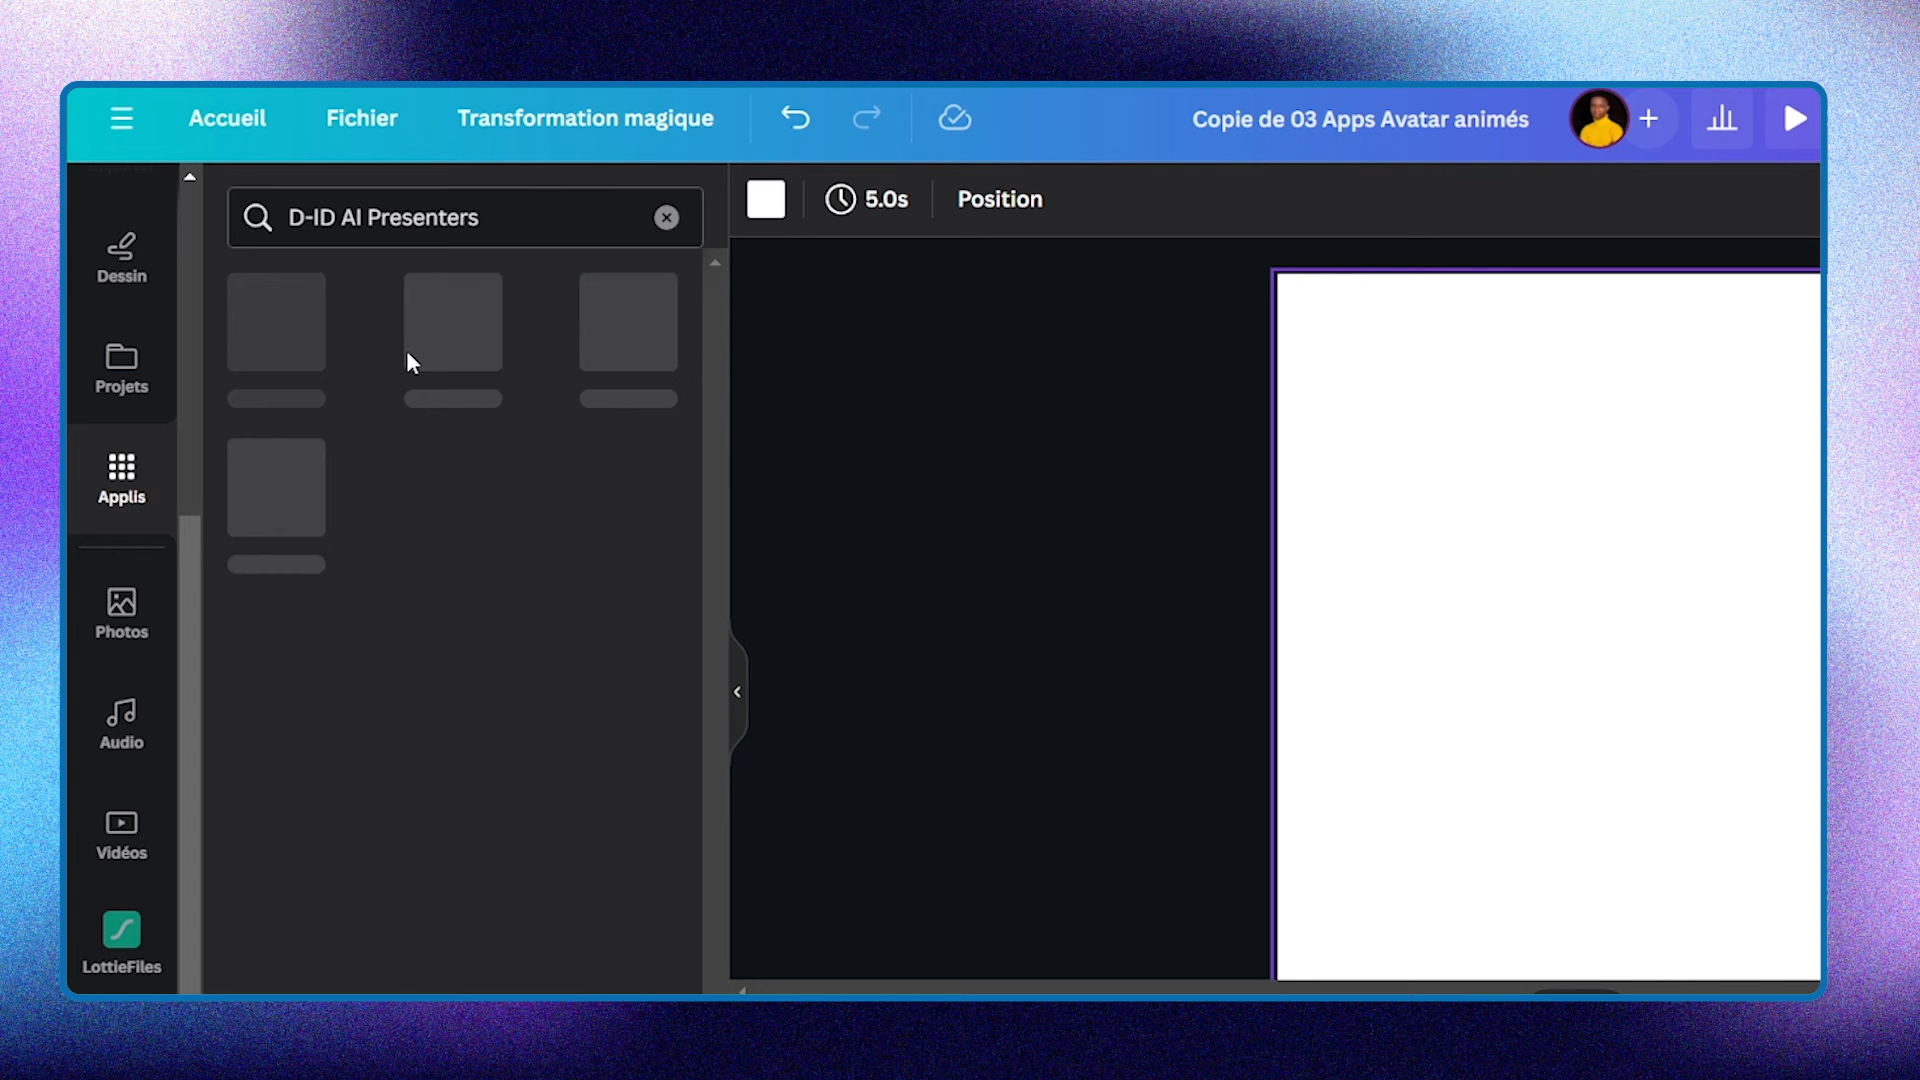 Accueil
Fichier
Transformation magique
Copie de 03 Apps Avatar animés
D-ID AI Presenters
5.0s
Position
Dessin
Projets
Applis
Photos
Audio
Vidéos
LottieFiles